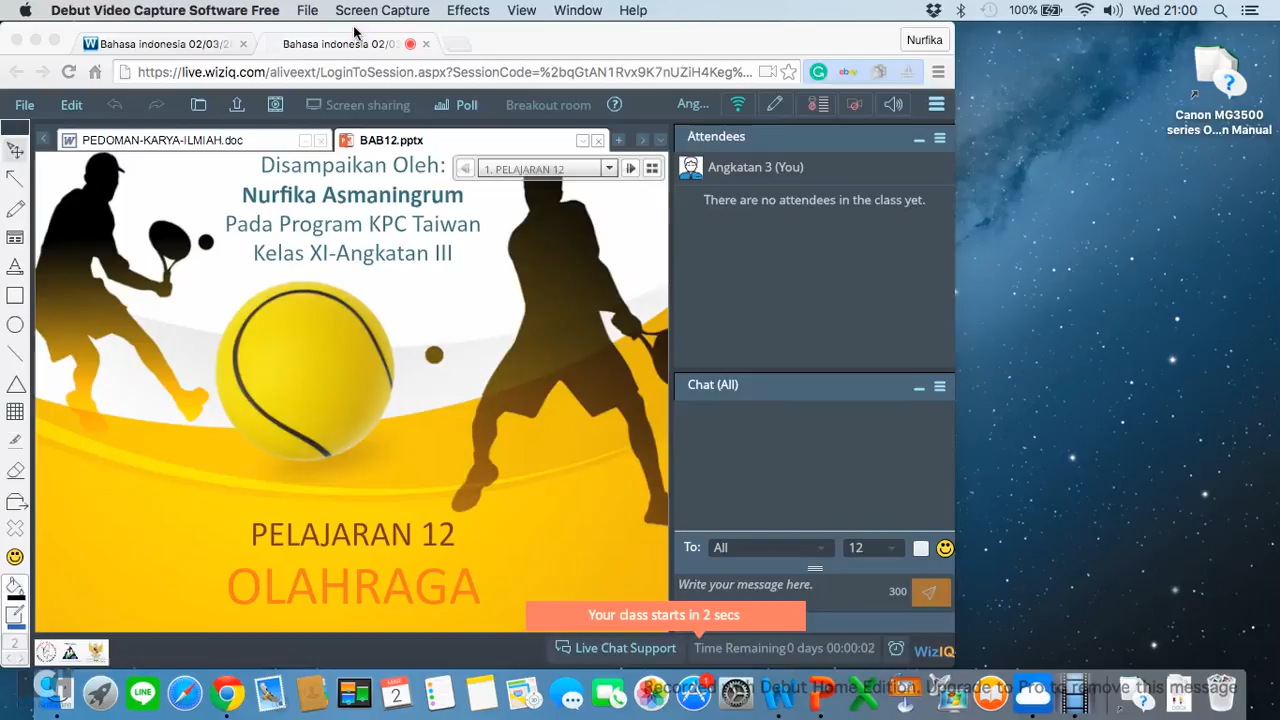 Debut Video Capture Software Free File Screen Capture Effects View Window Help 100% Wed 21:00
Bahasa indonesia 02/03/2 Bahasa indonesia 02/03 Nurfika
https://live.wiziq.com/aliveext/LoginToSession.aspx?SessionCode=%2bqGtAN1Rvx9K7nUZiH4Keg%...
File Edit Screen sharing Poll Breakout room Ang...
PEDOMAN-KARYA-ILMIAH.doc BAB12.pptx
1. PELAJARAN 12
Disampaikan Oleh:
Nurfika Asmaningrum
Pada Program KPC Taiwan
Kelas XI-Angkatan III
PELAJARAN 12
OLAHRAGA
Attendees
Angkatan 3 (You)
There are no attendees in the class yet.
Chat (All)
To: All 12
Write your message here. 300
Your class starts in 2 secs
Live Chat Support Time Remaining 0 days 00:00:02 WizIQ
2
Canon MG3500
series O...n Manual
Recorded with Debut Home Edition. Upgrade to Pro to remove this message